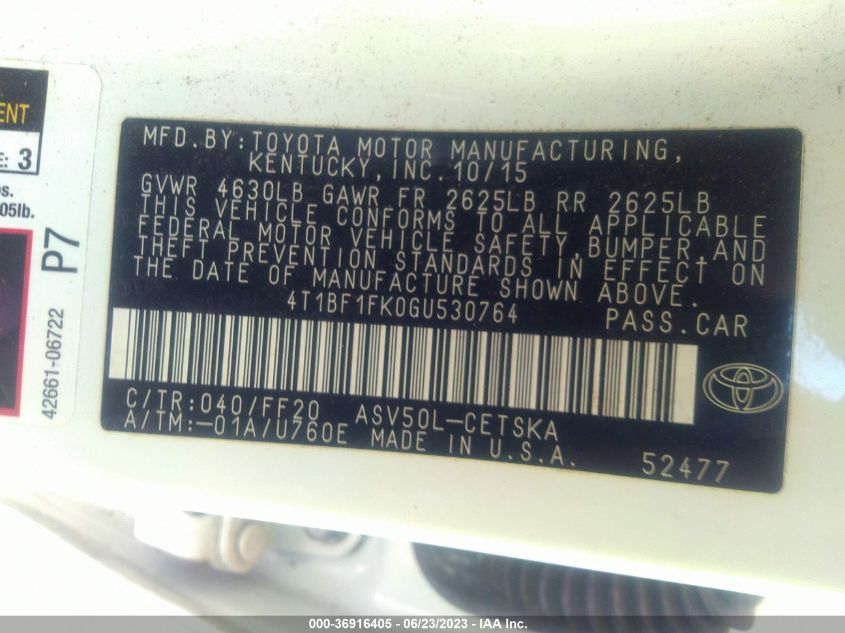 ENT
E: 3
os.
05lb.
P7
42661-06722
MFD.BY:TOYOTA MOTOR MANUFACTURING,
KENTUCKY,INC.10/15
GVWR 4630LB GAWR FR 2625LB RR 2625LB
THIS VEHICLE CONFORMS TO ALL APPLICABLE
FEDERAL MOTOR VEHICLE SAFETY,BUMPER,AND
THEFT PREVENTION STANDARDS IN EFFECT ON
THE DATE OF MANUFACTURE SHOWN ABOVE.
4T1BF1FK0GU530764 PASS.CAR
C/TR:040/FF20 ASV50L-CETSKA
A/TM:-01A/U760E MADE IN U.S.A. 52477
000-36916405 - 06/23/2023 - IAA Inc.